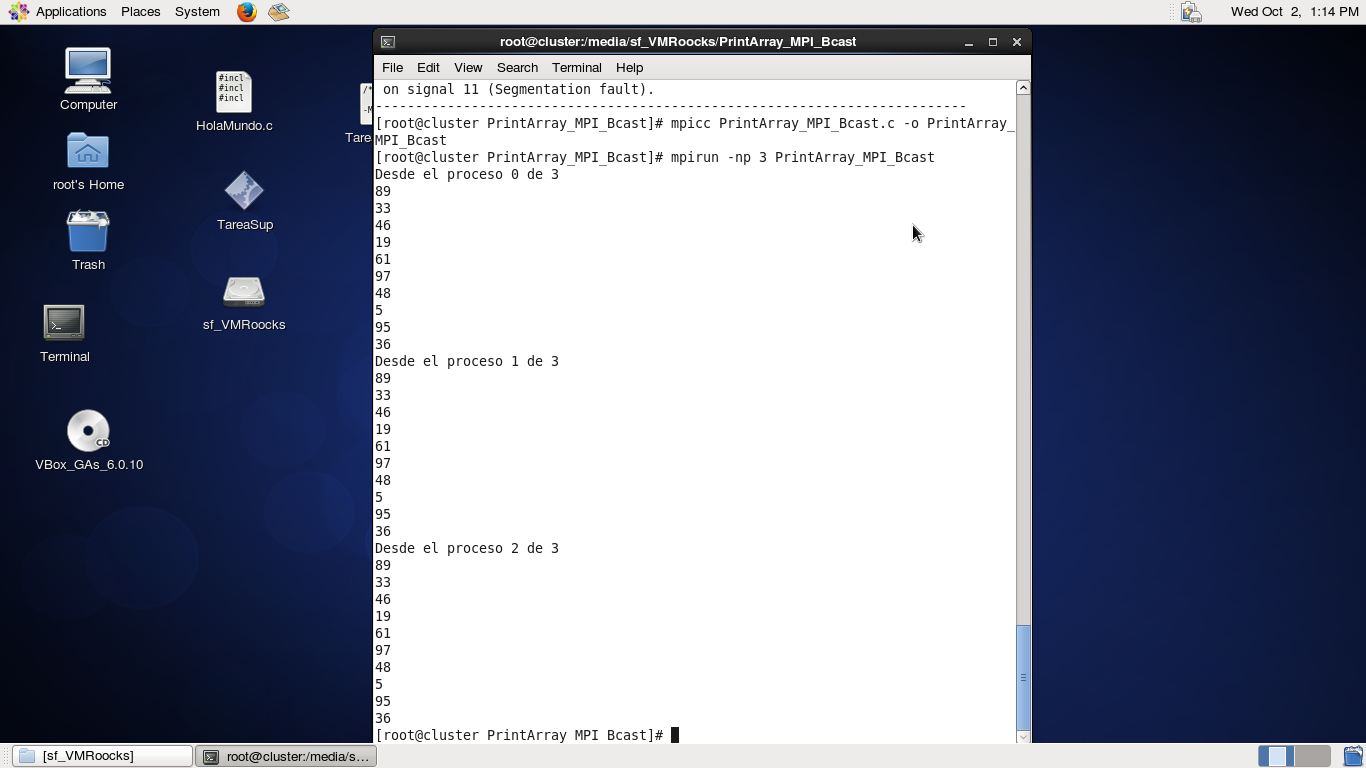 Applications Places System
Wed Oct 2, 1:14 PM
root@cluster:/media/sf_VMRoocks/PrintArray_MPI_Bcast
File Edit View Search Terminal Help
on signal 11 (Segmentation fault).
--------------------------------------------------------------------------
[root@cluster PrintArray_MPI_Bcast]# mpicc PrintArray_MPI_Bcast.c -o PrintArray_
MPI_Bcast
[root@cluster PrintArray_MPI_Bcast]# mpirun -np 3 PrintArray_MPI_Bcast
Desde el proceso 0 de 3
89
33
46
19
61
97
48
5
95
36
Desde el proceso 1 de 3
89
33
46
19
61
97
48
5
95
36
Desde el proceso 2 de 3
89
33
46
19
61
97
48
5
95
36
[root@cluster PrintArray MPI Bcast]#
Computer
#incl
#incl
#incl
HolaMundo.c
/*
-M
Tare
root's Home
TareaSup
Trash
sf_VMRoocks
Terminal
CD
VBox_GAs_6.0.10
[sf_VMRoocks]
root@cluster:/media/s...